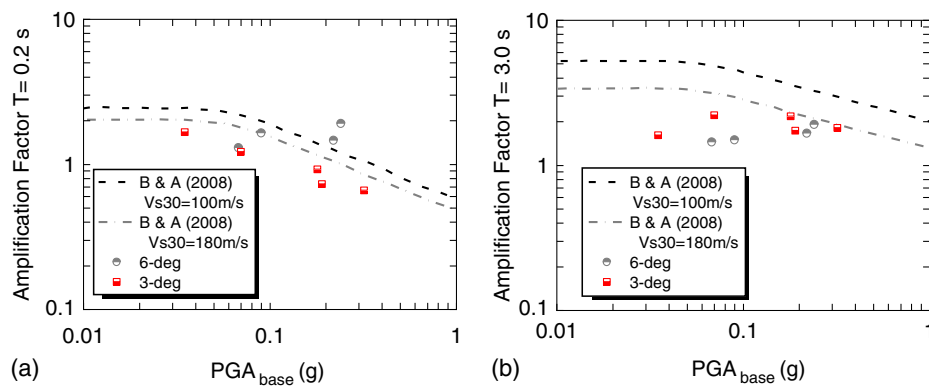 10
1
0.1
Amplification Factor T= 0.2 s
B & A (2008)
Vs30=100m/s
B & A (2008)
Vs30=180m/s
6-deg
3-deg
0.01
0.1
1
PGA base (g)
(a)
10
1
0.1
Amplification Factor T= 3.0 s
B & A (2008)
Vs30=100m/s
B & A (2008)
Vs30=180m/s
6-deg
3-deg
0.01
0.1
1
PGA base (g)
(b)